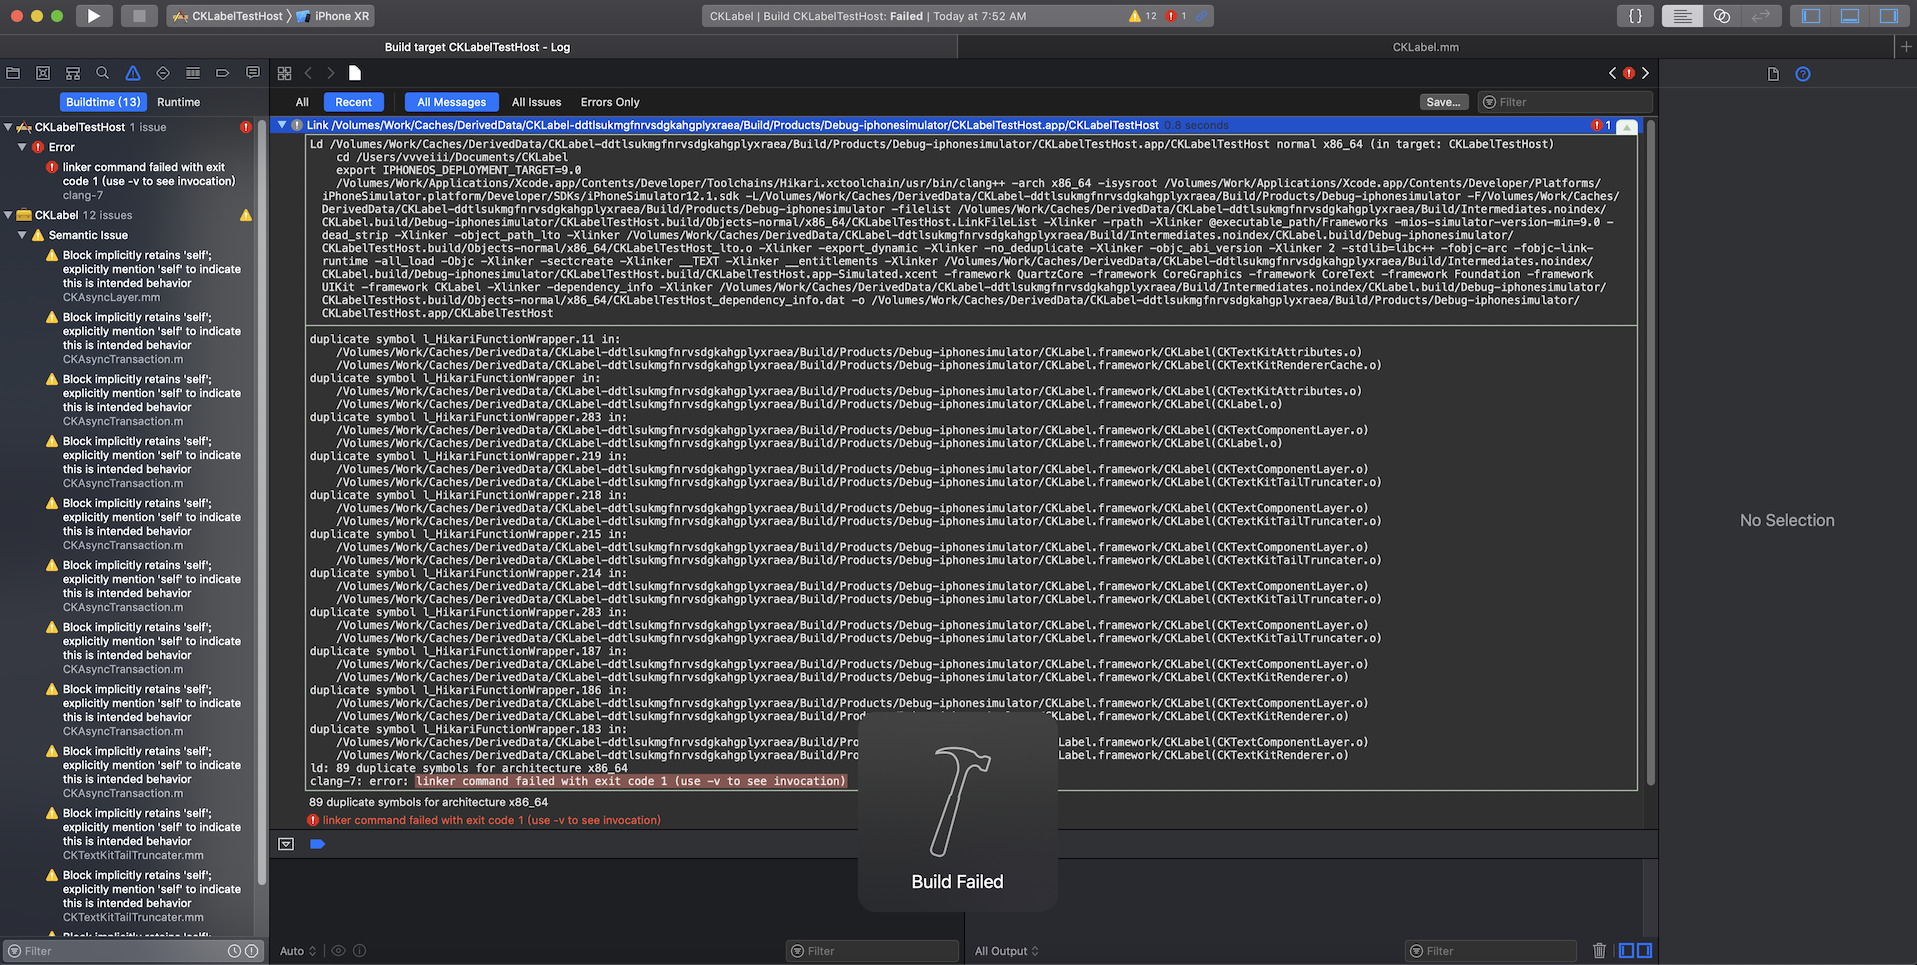 CKLabelTestHost
iPhone XR
CKLabel | Build CKLabelTestHost: Failed | Today at 7:52 AM
12
1
Build target CKLabelTestHost - Log
CKLabel.mm
Buildtime (13)
Runtime
All
Recent
All Messages
All Issues
Errors Only
Save...
Filter
CKLabelTestHost 1 issue
Error
linker command failed with exit
code 1 (use -v to see invocation)
clang-7
CKLabel 12 issues
Semantic Issue
Block implicitly retains 'self';
explicitly mention 'self' to indicate
this is intended behavior
CKAsyncLayer.mm
Block implicitly retains 'self';
explicitly mention 'self' to indicate
this is intended behavior
CKAsyncTransaction.m
Block implicitly retains 'self';
explicitly mention 'self' to indicate
this is intended behavior
CKAsyncTransaction.m
Block implicitly retains 'self';
explicitly mention 'self' to indicate
this is intended behavior
CKAsyncTransaction.m
Block implicitly retains 'self';
explicitly mention 'self' to indicate
this is intended behavior
CKAsyncTransaction.m
Block implicitly retains 'self';
explicitly mention 'self' to indicate
this is intended behavior
CKAsyncTransaction.m
Block implicitly retains 'self';
explicitly mention 'self' to indicate
this is intended behavior
CKAsyncTransaction.m
Block implicitly retains 'self';
explicitly mention 'self' to indicate
this is intended behavior
CKAsyncTransaction.m
Block implicitly retains 'self';
explicitly mention 'self' to indicate
this is intended behavior
CKAsyncTransaction.m
Block implicitly retains 'self';
explicitly mention 'self' to indicate
this is intended behavior
CKTextKitTailTruncater.mm
Block implicitly retains 'self';
explicitly mention 'self' to indicate
this is intended behavior
CKTextKitTailTruncater.mm
Block implicitly retains 'self';
Filter
Link /Volumes/Work/Caches/DerivedData/CKLabel-ddtlsukmgfnrvsdgkahgplyxraea/Build/Products/Debug-iphonesimulator/CKLabelTestHost.app/CKLabelTestHost 0.8 seconds
1
Ld /Volumes/Work/Caches/DerivedData/CKLabel-ddtlsukmgfnrvsdgkahgplyxraea/Build/Products/Debug-iphonesimulator/CKLabelTestHost.app/CKLabelTestHost normal x86_64 (in target: CKLabelTestHost)
cd /Users/vvveiii/Documents/CKLabel
export IPHONEOS_DEPLOYMENT_TARGET=9.0
/Volumes/Work/Applications/Xcode.app/Contents/Developer/Toolchains/Hikari.xctoolchain/usr/bin/clang++ -arch x86_64 -isysroot /Volumes/Work/Applications/Xcode.app/Contents/Developer/Platforms/
iPhoneSimulator.platform/Developer/SDKs/iPhoneSimulator12.1.sdk -L/Volumes/Work/Caches/DerivedData/CKLabel-ddtlsukmgfnrvsdgkahgplyxraea/Build/Products/Debug-iphonesimulator -F/Volumes/Work/Caches/
DerivedData/CKLabel-ddtlsukmgfnrvsdgkahgplyxraea/Build/Products/Debug-iphonesimulator -filelist /Volumes/Work/Caches/DerivedData/CKLabel-ddtlsukmgfnrvsdgkahgplyxraea/Build/Intermediates.noindex/
CKLabel.build/Debug-iphonesimulator/CKLabelTestHost.build/Objects-normal/x86_64/CKLabelTestHost.LinkFileList -Xlinker -rpath -Xlinker @executable_path/Frameworks -mios-simulator-version-min=9.0 -
dead_strip -Xlinker -object_path_lto -Xlinker /Volumes/Work/Caches/DerivedData/CKLabel-ddtlsukmgfnrvsdgkahgplyxraea/Build/Intermediates.noindex/CKLabel.build/Debug-iphonesimulator/
CKLabelTestHost.build/Objects-normal/x86_64/CKLabelTestHost_lto.o -Xlinker -export_dynamic -Xlinker -no_deduplicate -Xlinker -objc_abi_version -Xlinker 2 -stdlib=libc++ -fobjc-arc -fobjc-link-
runtime -all_load -Objc -Xlinker -sectcreate -Xlinker __TEXT -Xlinker __entitlements -Xlinker /Volumes/Work/Caches/DerivedData/CKLabel-ddtlsukmgfnrvsdgkahgplyxraea/Build/Intermediates.noindex/
CKLabel.build/Debug-iphonesimulator/CKLabelTestHost.build/CKLabelTestHost.app-Simulated.xcent -framework QuartzCore -framework CoreGraphics -framework CoreText -framework Foundation -framework
UIKit -framework CKLabel -Xlinker -dependency_info -Xlinker /Volumes/Work/Caches/DerivedData/CKLabel-ddtlsukmgfnrvsdgkahgplyxraea/Build/Intermediates.noindex/CKLabel.build/Debug-iphonesimulator/
CKLabelTestHost.build/Objects-normal/x86_64/CKLabelTestHost_dependency_info.dat -o /Volumes/Work/Caches/DerivedData/CKLabel-ddtlsukmgfnrvsdgkahgplyxraea/Build/Products/Debug-iphonesimulator/
CKLabelTestHost.app/CKLabelTestHost
duplicate symbol l_HikariFunctionWrapper.11 in:
/Volumes/Work/Caches/DerivedData/CKLabel-ddtlsukmgfnrvsdgkahgplyxraea/Build/Products/Debug-iphonesimulator/CKLabel.framework/CKLabel(CKTextKitAttributes.o)
/Volumes/Work/Caches/DerivedData/CKLabel-ddtlsukmgfnrvsdgkahgplyxraea/Build/Products/Debug-iphonesimulator/CKLabel.framework/CKLabel(CKTextKitRendererCache.o)
duplicate symbol l_HikariFunctionWrapper in:
/Volumes/Work/Caches/DerivedData/CKLabel-ddtlsukmgfnrvsdgkahgplyxraea/Build/Products/Debug-iphonesimulator/CKLabel.framework/CKLabel(CKTextKitAttributes.o)
/Volumes/Work/Caches/DerivedData/CKLabel-ddtlsukmgfnrvsdgkahgplyxraea/Build/Products/Debug-iphonesimulator/CKLabel.framework/CKLabel(CKLabel.o)
duplicate symbol l_HikariFunctionWrapper.283 in:
/Volumes/Work/Caches/DerivedData/CKLabel-ddtlsukmgfnrvsdgkahgplyxraea/Build/Products/Debug-iphonesimulator/CKLabel.framework/CKLabel(CKTextComponentLayer.o)
/Volumes/Work/Caches/DerivedData/CKLabel-ddtlsukmgfnrvsdgkahgplyxraea/Build/Products/Debug-iphonesimulator/CKLabel.framework/CKLabel(CKLabel.o)
duplicate symbol l_HikariFunctionWrapper.219 in:
/Volumes/Work/Caches/DerivedData/CKLabel-ddtlsukmgfnrvsdgkahgplyxraea/Build/Products/Debug-iphonesimulator/CKLabel.framework/CKLabel(CKTextComponentLayer.o)
/Volumes/Work/Caches/DerivedData/CKLabel-ddtlsukmgfnrvsdgkahgplyxraea/Build/Products/Debug-iphonesimulator/CKLabel.framework/CKLabel(CKTextKitTailTruncater.o)
duplicate symbol l_HikariFunctionWrapper.218 in:
/Volumes/Work/Caches/DerivedData/CKLabel-ddtlsukmgfnrvsdgkahgplyxraea/Build/Products/Debug-iphonesimulator/CKLabel.framework/CKLabel(CKTextComponentLayer.o)
/Volumes/Work/Caches/DerivedData/CKLabel-ddtlsukmgfnrvsdgkahgplyxraea/Build/Products/Debug-iphonesimulator/CKLabel.framework/CKLabel(CKTextKitTailTruncater.o)
duplicate symbol l_HikariFunctionWrapper.215 in:
/Volumes/Work/Caches/DerivedData/CKLabel-ddtlsukmgfnrvsdgkahgplyxraea/Build/Products/Debug-iphonesimulator/CKLabel.framework/CKLabel(CKTextComponentLayer.o)
/Volumes/Work/Caches/DerivedData/CKLabel-ddtlsukmgfnrvsdgkahgplyxraea/Build/Products/Debug-iphonesimulator/CKLabel.framework/CKLabel(CKTextKitTailTruncater.o)
duplicate symbol l_HikariFunctionWrapper.214 in:
/Volumes/Work/Caches/DerivedData/CKLabel-ddtlsukmgfnrvsdgkahgplyxraea/Build/Products/Debug-iphonesimulator/CKLabel.framework/CKLabel(CKTextComponentLayer.o)
/Volumes/Work/Caches/DerivedData/CKLabel-ddtlsukmgfnrvsdgkahgplyxraea/Build/Products/Debug-iphonesimulator/CKLabel.framework/CKLabel(CKTextKitTailTruncater.o)
duplicate symbol l_HikariFunctionWrapper.283 in:
/Volumes/Work/Caches/DerivedData/CKLabel-ddtlsukmgfnrvsdgkahgplyxraea/Build/Products/Debug-iphonesimulator/CKLabel.framework/CKLabel(CKTextComponentLayer.o)
/Volumes/Work/Caches/DerivedData/CKLabel-ddtlsukmgfnrvsdgkahgplyxraea/Build/Products/Debug-iphonesimulator/CKLabel.framework/CKLabel(CKTextKitTailTruncater.o)
duplicate symbol l_HikariFunctionWrapper.187 in:
/Volumes/Work/Caches/DerivedData/CKLabel-ddtlsukmgfnrvsdgkahgplyxraea/Build/Products/Debug-iphonesimulator/CKLabel.framework/CKLabel(CKTextComponentLayer.o)
/Volumes/Work/Caches/DerivedData/CKLabel-ddtlsukmgfnrvsdgkahgplyxraea/Build/Products/Debug-iphonesimulator/CKLabel.framework/CKLabel(CKTextKitRenderer.o)
duplicate symbol l_HikariFunctionWrapper.186 in:
/Volumes/Work/Caches/DerivedData/CKLabel-ddtlsukmgfnrvsdgkahgplyxraea/Build/Products/Debug-iphonesimulator/CKLabel.framework/CKLabel(CKTextComponentLayer.o)
/Volumes/Work/Caches/DerivedData/CKLabel-ddtlsukmgfnrvsdgkahgplyxraea/Build/Pro Label.framework/CKLabel(CKTextKitRenderer.o)
duplicate symbol l_HikariFunctionWrapper.183 in:
/Volumes/Work/Caches/DerivedData/CKLabel-ddtlsukmgfnrvsdgkahgplyxraea/Build/Pro Label.framework/CKLabel(CKTextComponentLayer.o)
/Volumes/Work/Caches/DerivedData/CKLabel-ddtlsukmgfnrvsdgkahgplyxraea/Build/Pro Label.framework/CKLabel(CKTextKitRenderer.o)
ld: 89 duplicate symbols for architecture x86_64
clang-7: error: linker command failed with exit code 1 (use -v to see invocation)
89 duplicate symbols for architecture x86_64
linker command failed with exit code 1 (use -v to see invocation)
Build Failed
No Selection
Auto
Filter
All Output
Filter